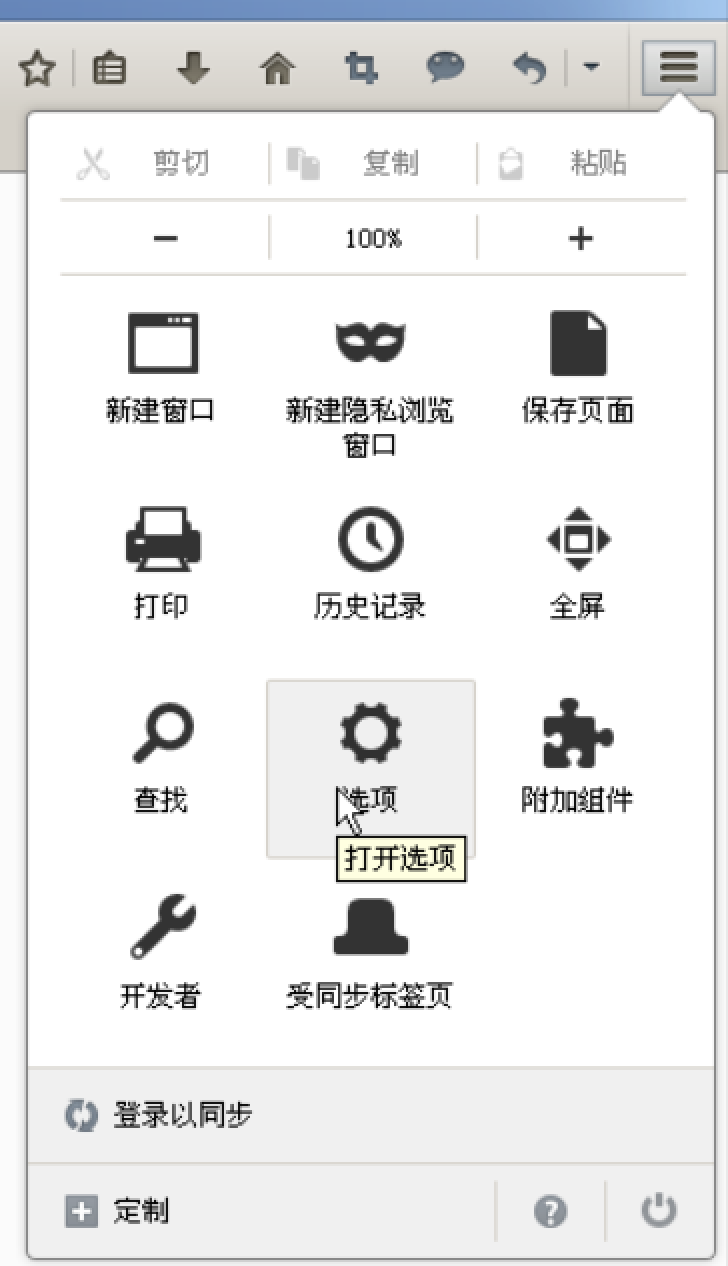 剪切 复制 粘贴
− 100% +
新建窗口 新建隐私浏览 保存页面
窗口
打印 历史记录 全屏
查找 选项 附加组件
打开选项
开发者 受同步标签页
登录以同步
定制